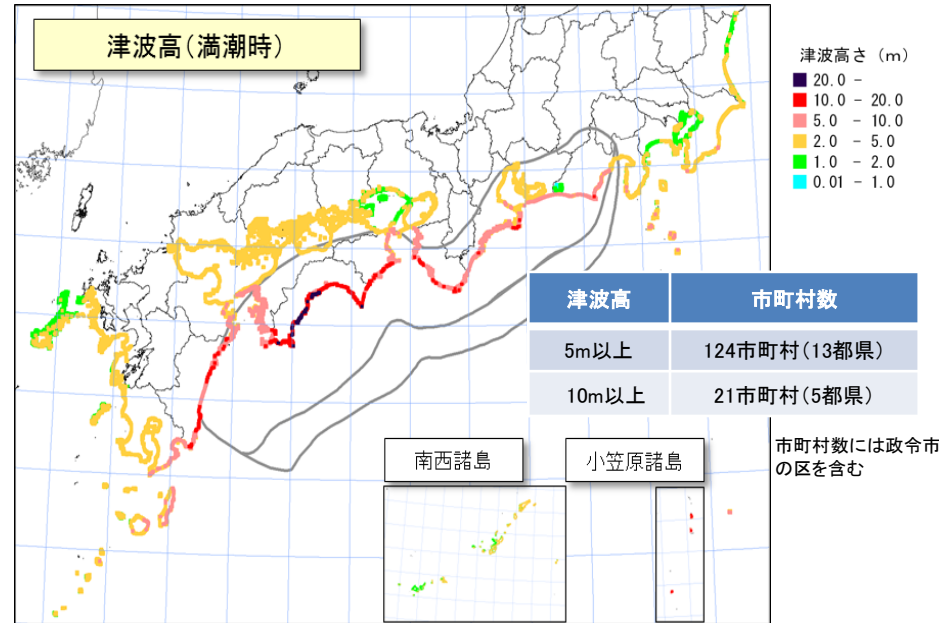 津波高（満潮時）
津波高さ（m）
20.0 -
10.0 - 20.0
5.0 - 10.0
2.0 - 5.0
1.0 - 2.0
0.01 - 1.0
津波高 市町村数
5m以上 124市町村（13都県）
10m以上 21市町村（5都県）
市町村数には政令市
の区を含む
南西諸島
小笠原諸島